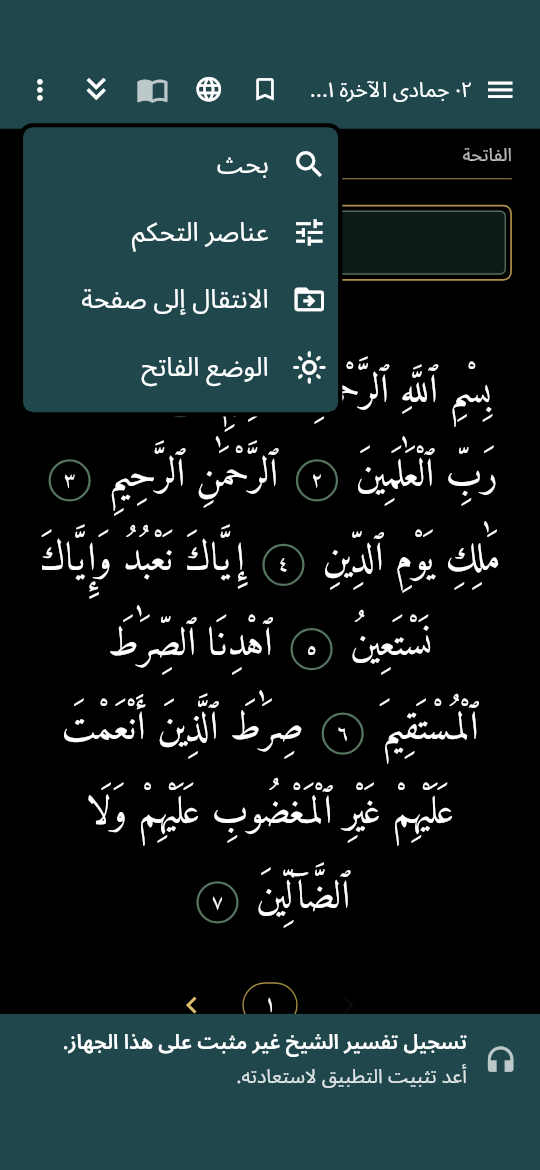 ٠٢ جمادى الآخرة ١...
بحث
عناصر التحكم
الانتقال إلى صفحة
الوضع الفاتح
الفاتحة
بِسْمِ ٱللَّهِ
رَبِّ ٱلْعَٰلَمِينَ ٢ ٱلرَّحْمَٰنِ ٱلرَّحِيمِ ٣
مَٰلِكِ يَوْمِ ٱلدِّينِ ٤ إِيَّاكَ نَعْبُدُ وَإِيَّاكَ
نَسْتَعِينُ ٥ ٱهْدِنَا ٱلصِّرَٰطَ
ٱلْمُسْتَقِيمَ ٦ صِرَٰطَ ٱلَّذِينَ أَنْعَمْتَ
عَلَيْهِمْ غَيْرِ ٱلْمَغْضُوبِ عَلَيْهِمْ وَلَا
ٱلضَّآلِّينَ ٧
١
تسجيل تفسير الشيخ غير مثبت على هذا الجهاز.
أعد تثبيت التطبيق لاستعادته.